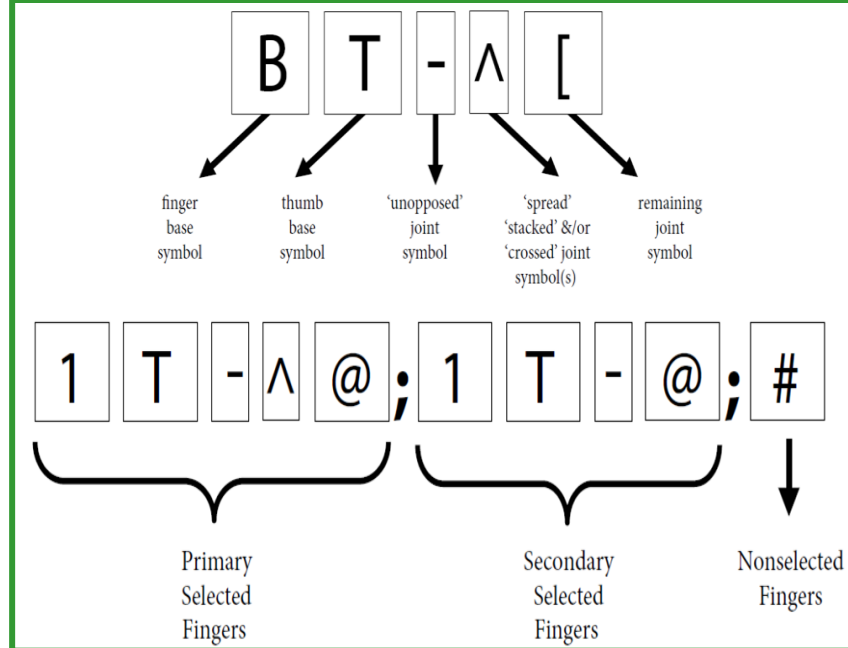 B T - ^ [
finger thumb 'unopposed' 'spread' remaining
base base joint 'stacked' &/or joint
symbol symbol symbol 'crossed' joint symbol
symbol(s)
1 T - ^ @ ; 1 T - @ ; #
Primary Secondary Nonselected
Selected Selected Fingers
Fingers Fingers